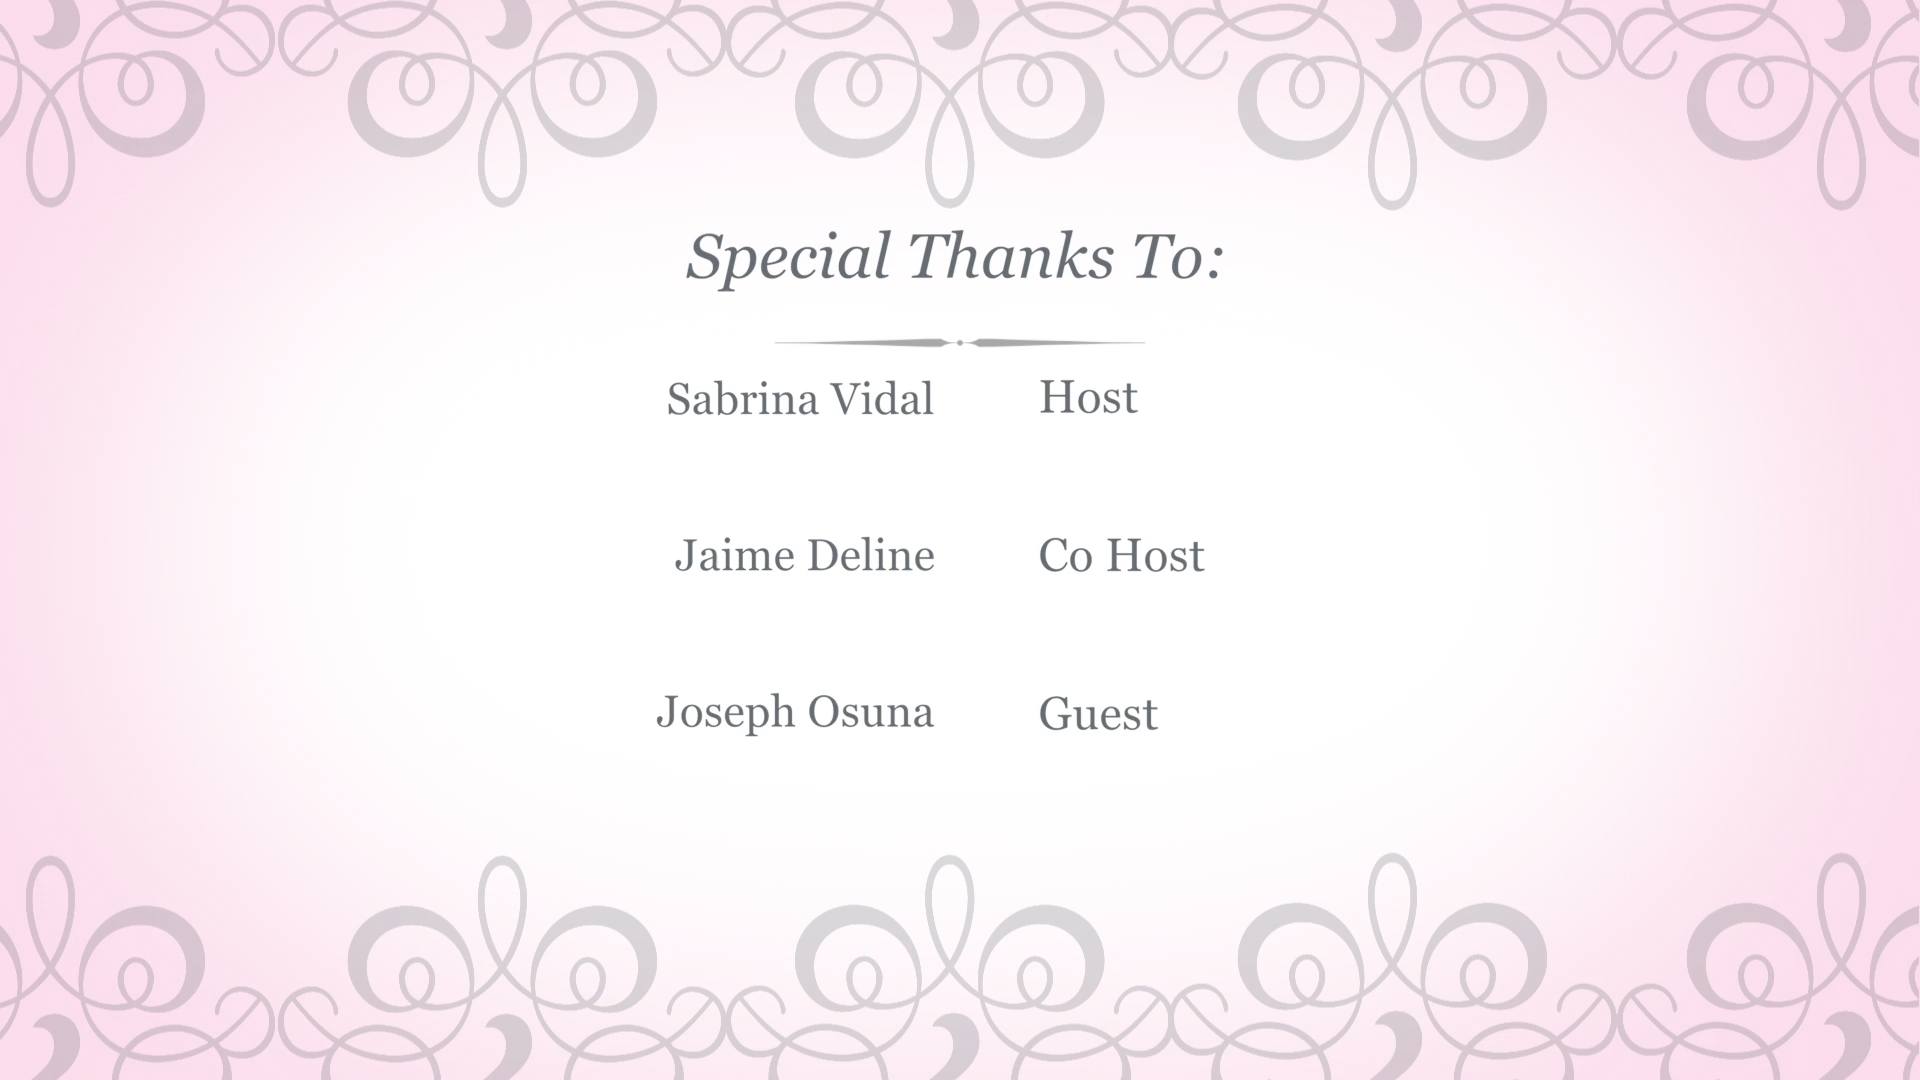 Special Thanks To:
Sabrina Vidal Host
Jaime Deline Co Host
Joseph Osuna Guest